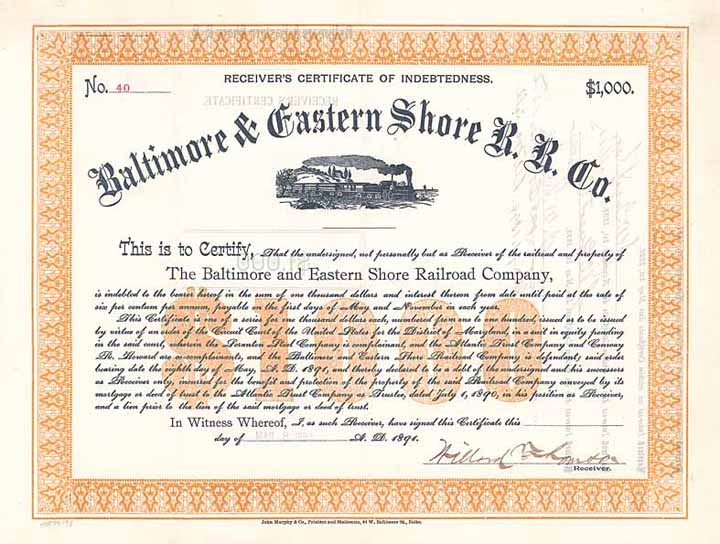 RECEIVER'S CERTIFICATE OF INDEBTEDNESS.
No. 40
$1,000.
Baltimore & Eastern Shore R. R. Co.
This is to Certify, That the undersigned, not personally but as Receiver of the railroad and property of
The Baltimore and Eastern Shore Railroad Company,
is indebted to the bearer hereof in the sum of one thousand dollars and interest thereon from date until paid at the rate of
six per centum per annum, payable on the first days of May and November in each year.
This Certificate is one of a series for one thousand dollars each, numbered from one to one hundred, issued or to be issued
by virtue of an order of the Circuit Court of the United States for the District of Maryland, in a suit in equity pending
in the said court, wherein the Scranton Steel Company is complainant, and the Atlantic Trust Company and Conway
Th. Howard are co-complainants, and the Baltimore and Eastern Shore Railroad Company is defendant; said order
bearing date the eighth day of May, A. D. 1891, and thereby declared to be a debt of the undersigned and his successors
as Receiver only, incurred for the benefit and protection of the property of the said Railroad Company conveyed by its
mortgage or deed of trust to the Atlantic Trust Company as Trustee, dated July 1, 1890, in his position as Receiver,
and a lien prior to the lien of the said mortgage or deed of trust.
In Witness Whereof, I, as such Receiver, have signed this Certificate this
day of A. D. 1891.
Willard Thomson
Receiver.
John Murphy & Co., Printers and Stationers, 44 W. Baltimore St., Balto.
$1000